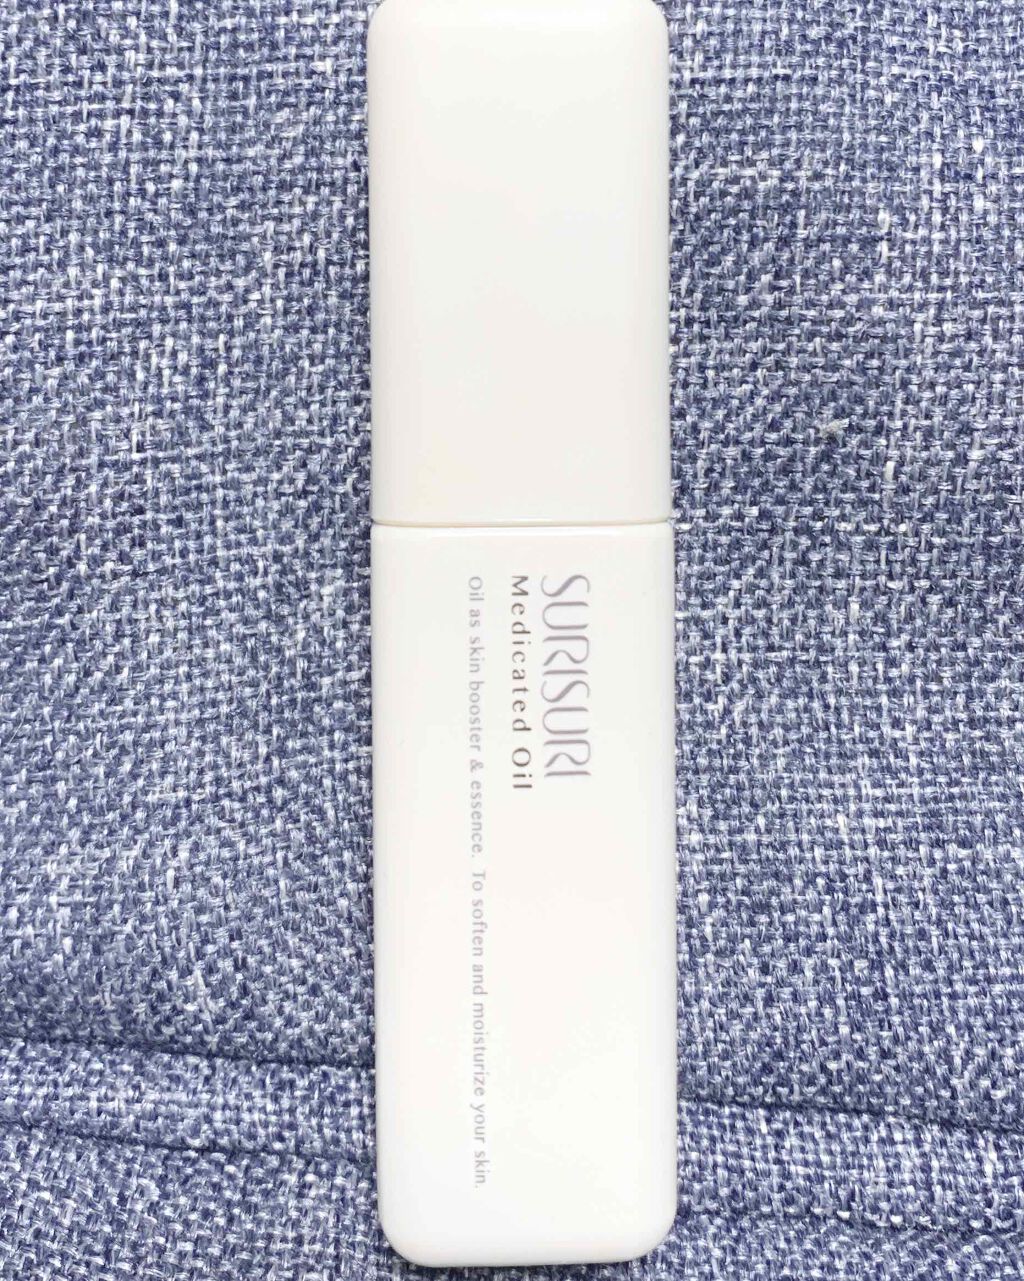 SURISURI
Medicated Oil
Oil as skin booster & essence. To soften and moisturize your skin.